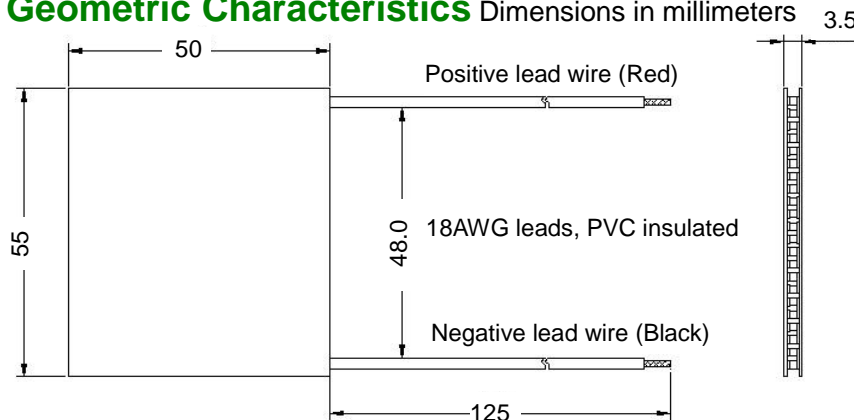 Geometric Characteristics Dimensions in millimeters
3.5
50
Positive lead wire (Red)
55
48.0
18AWG leads, PVC insulated
Negative lead wire (Black)
125